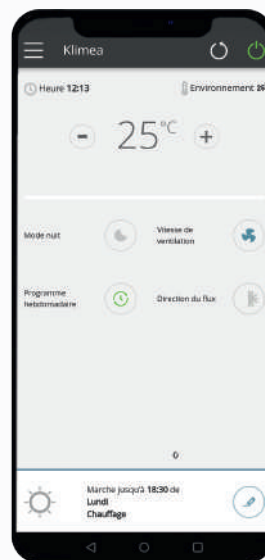 Klimea
Heure 12:13
Environnement 26
25°C
Mode nuit
Vitesse de
ventilation
Programme
hebdomadaire
Direction du flux
0
Marche jusqu'à 18:30 de
Lundi
Chauffage